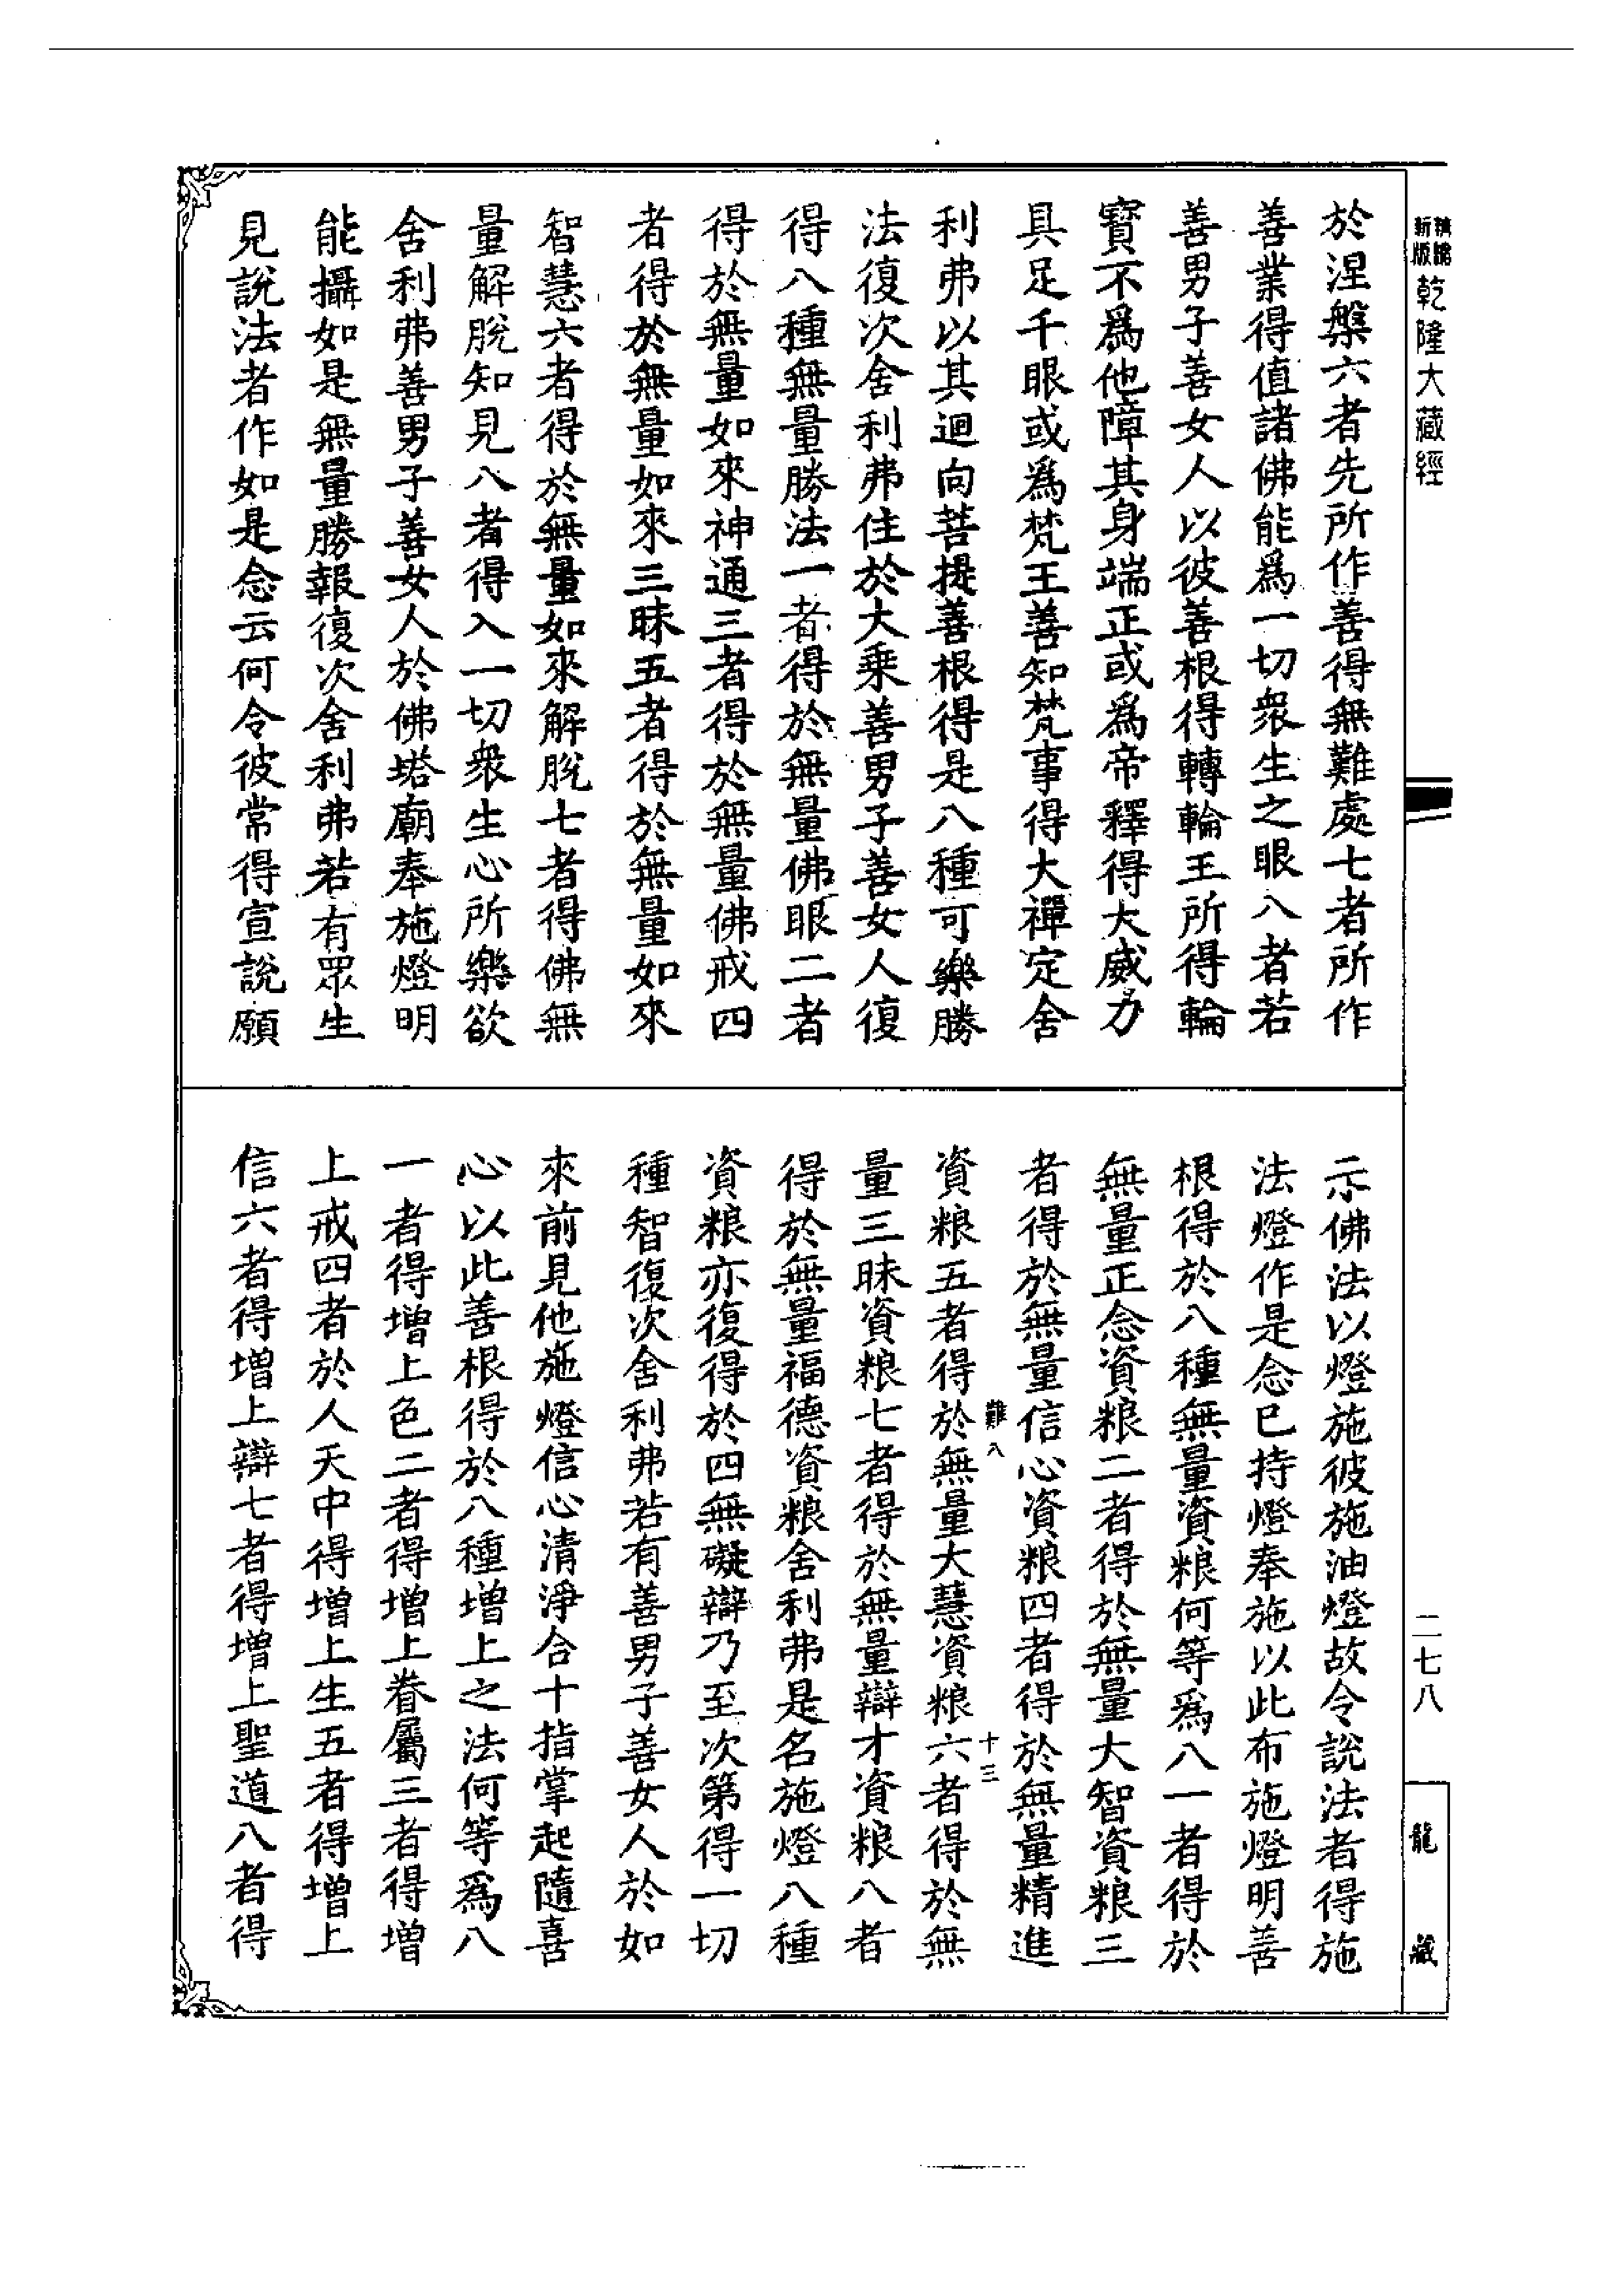 新版
精縮
乾隆大藏經
二七八
龍藏
於涅槃六者先所作善得無難處七者所作
善業得值諸佛能爲一切衆生之眼八者若
善男子善女人以彼善根得轉輪王所得輪
寶不爲他障其身端正或爲帝釋得大威力
具足千眼或爲梵王善知梵事得大禪定舍
利弗以其迴向菩提善根得是八種可樂勝
法復次舍利弗住於大乘善男子善女人復
得八種無量勝法一者得於無量佛眼二者
得於無量如來神通三者得於無量佛戒四
者得於無量如來三昧五者得於無量如來
智慧六者得於無量如來解脫七者得佛無
量解脫知見八者得入一切衆生心所樂欲
舍利弗善男子善女人於佛塔廟奉施燈明
能攝如是無量勝報復次舍利弗若有眾生
見說法者作如是念云何令彼常得宣說願
示佛法以燈施彼施油燈故令說法者得施
法燈作是念已持燈奉施以此布施燈明善
根得於八種無量資粮何等爲八一者得於
無量正念資粮二者得於無量大智資粮三
者得於無量信心資粮四者得於無量精進
難八
十三
資粮五者得於無量大慧資粮六者得於無
量三昧資粮七者得於無量辯才資粮八者
得於無量福德資粮舍利弗是名施燈八種
資粮亦復得於四無礙辯乃至次第得一切
種智復次舍利弗若有善男子善女人於如
來前見他施燈信心清淨合十指掌起隨喜
心以此善根得於八種增上之法何等爲八
一者得增上色二者得增上眷屬三者得增
上戒四者於人天中得增上生五者得增上
信六者得增上辯七者得增上聖道八者得